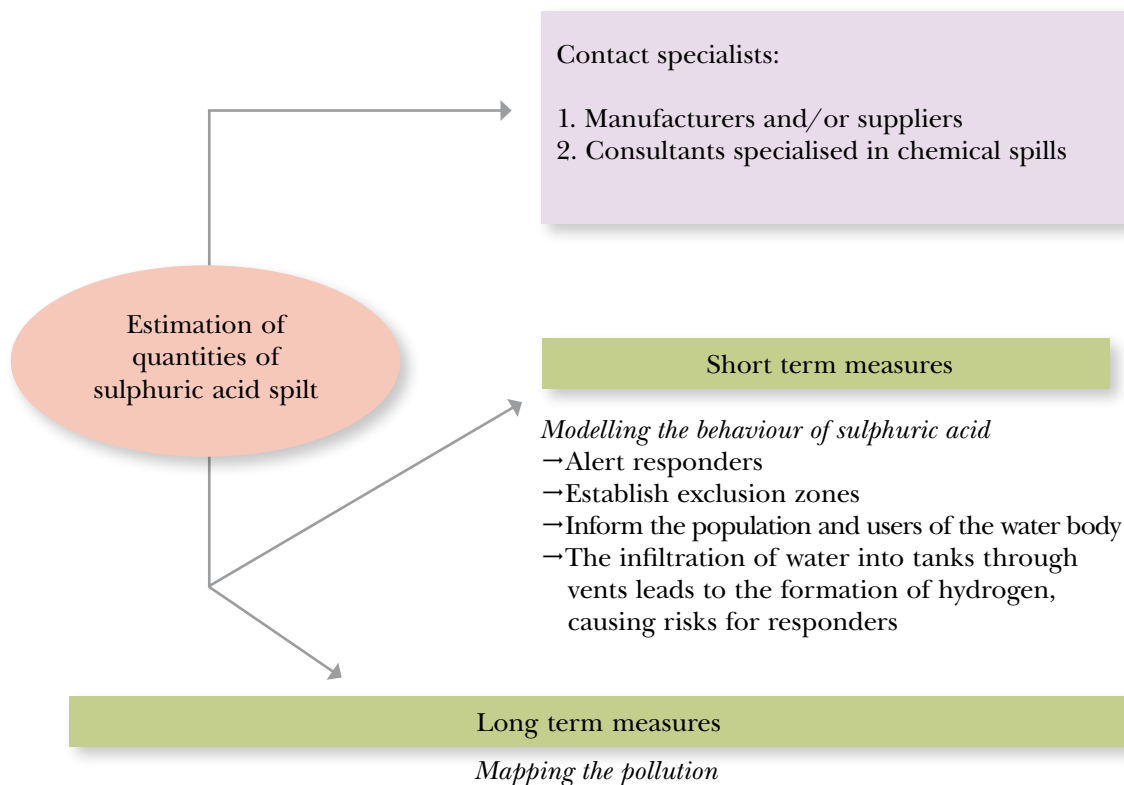 Contact specialists:
1. Manufacturers and/or suppliers
2. Consultants specialised in chemical spills
Estimation of
quantities of
sulphuric acid spilt
Short term measures
Modelling the behaviour of sulphuric acid
→Alert responders
→Establish exclusion zones
→Inform the population and users of the water body
→The infiltration of water into tanks through
vents leads to the formation of hydrogen,
causing risks for responders
Long term measures
Mapping the pollution